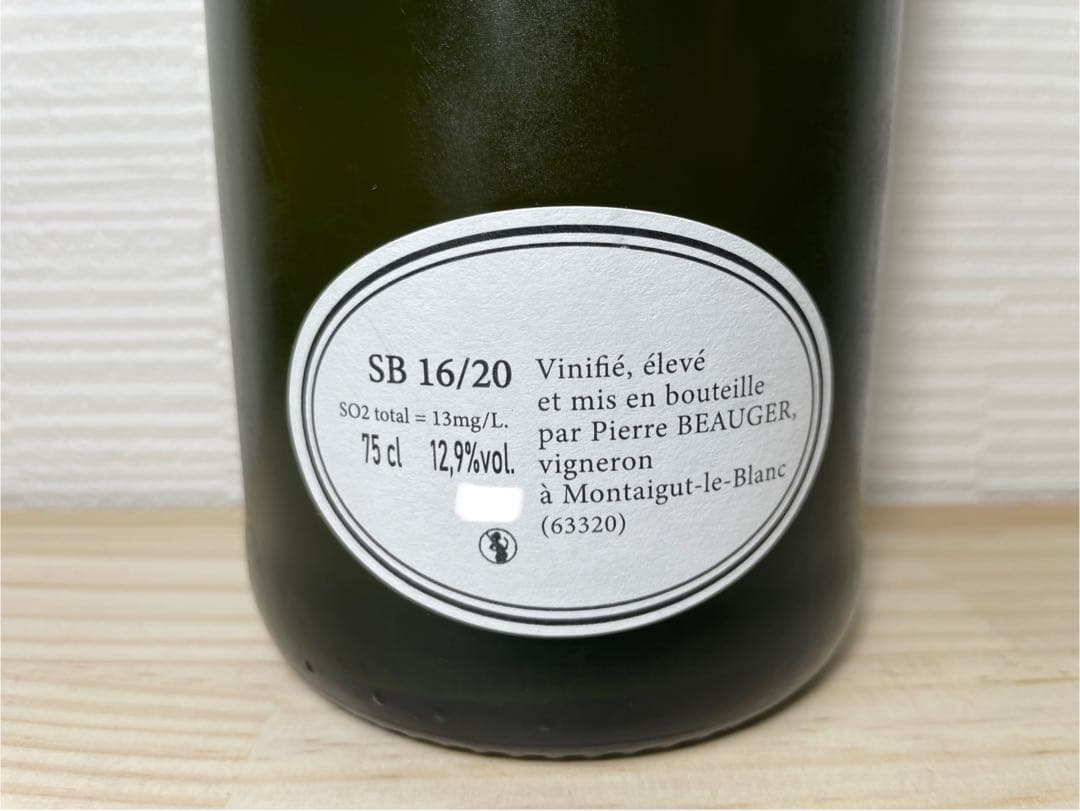 SB 16/20
SO2 total = 13mg/L.
75 cl 12,9%vol.
Vinifié, élevé
et mis en bouteille
par Pierre BEAUGER,
vigneron
à Montaigut-le-Blanc
(63320)